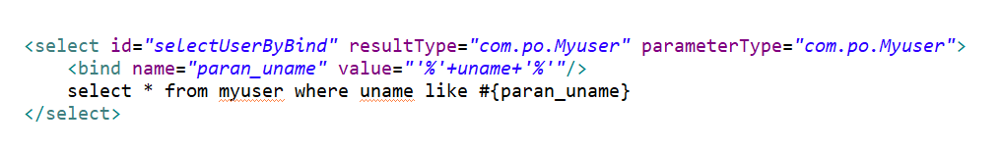 <select id="selectUserByBind" resultType="com.po.Myuser" parameterType="com.po.Myuser">
<bind name="paran_uname" value="'%'+uname+'%'"/>
select * from myuser where uname like #{paran_uname}
</select>